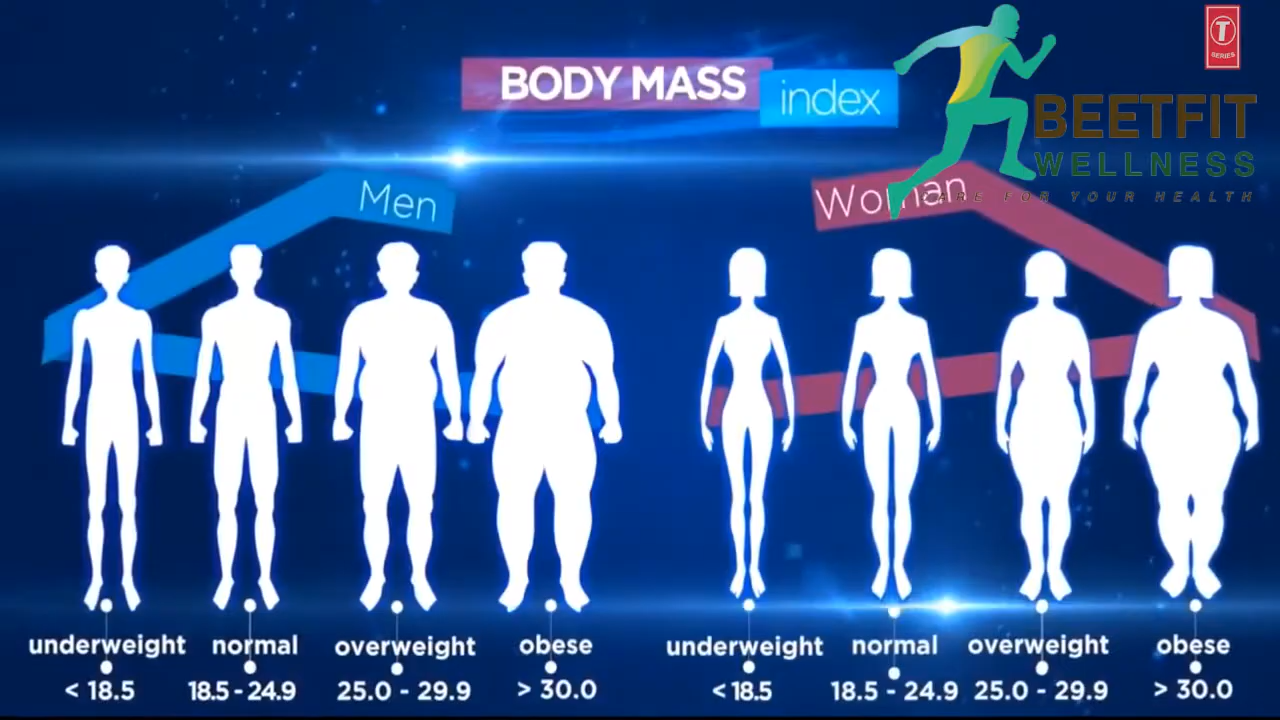 BODY MASS
index
T
SERIES
BEETFIT
WELLNESS
CARE FOR YOUR HEALTH
Men
Woman
underweight normal overweight obese
< 18.5 18.5 - 24.9 25.0 - 29.9 > 30.0
underweight normal overweight obese
< 18.5 18.5 - 24.9 25.0 - 29.9 > 30.0